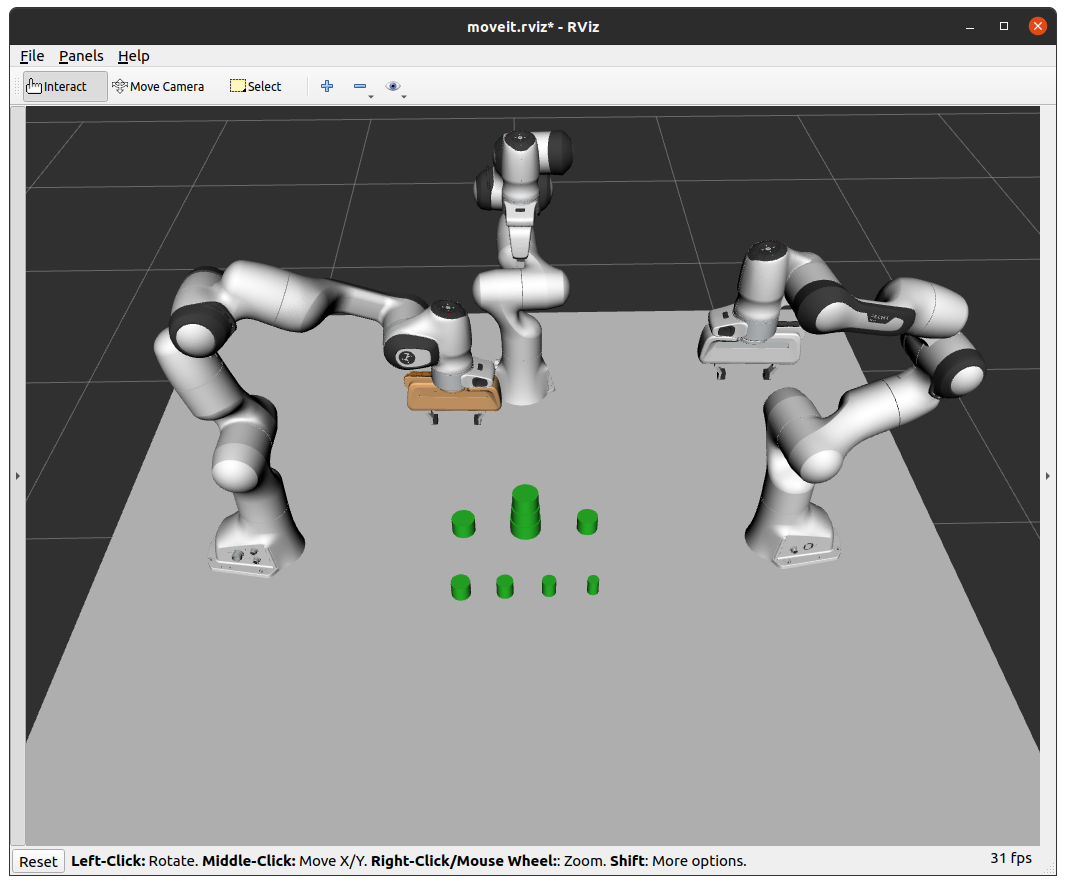 moveit.rviz* - RViz
File Panels Help
Interact Move Camera Select
Reset Left-Click: Rotate. Middle-Click: Move X/Y. Right-Click/Mouse Wheel:: Zoom. Shift: More options. 31 fps